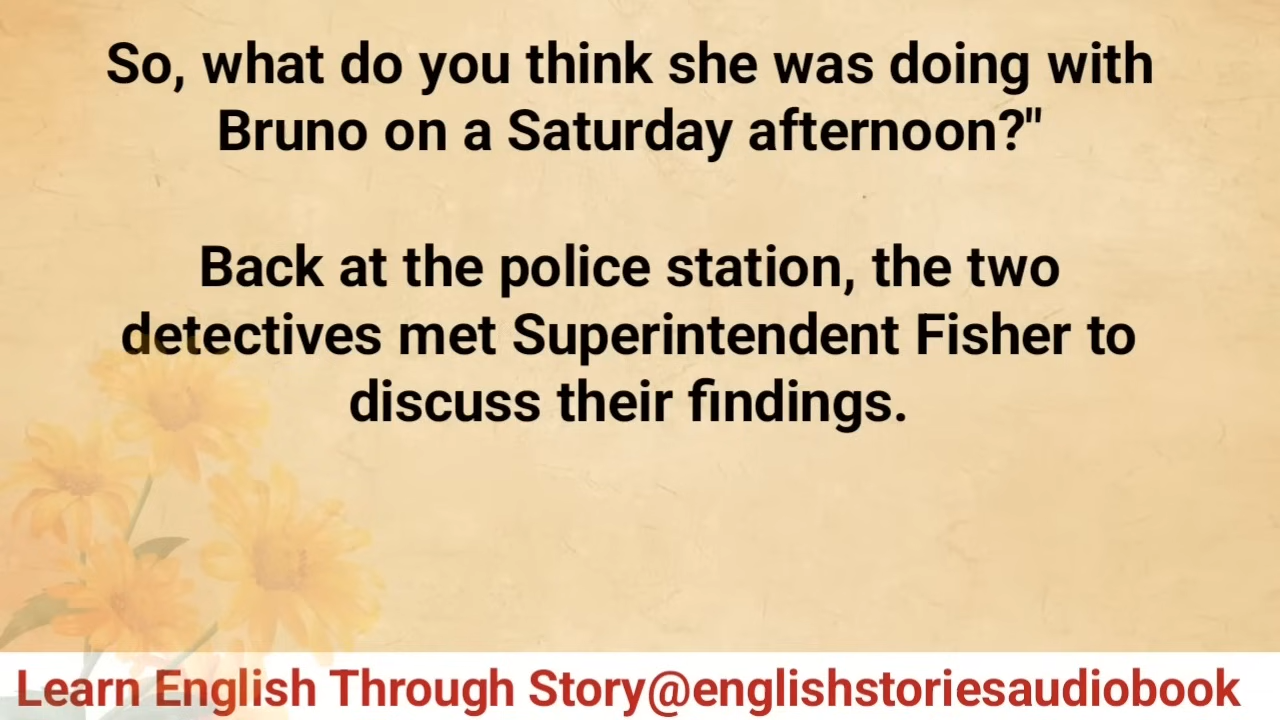 So, what do you think she was doing with
Bruno on a Saturday afternoon?"
Back at the police station, the two
detectives met Superintendent Fisher to
discuss their findings.
Learn English Through Story@englishstoriesaudiobook